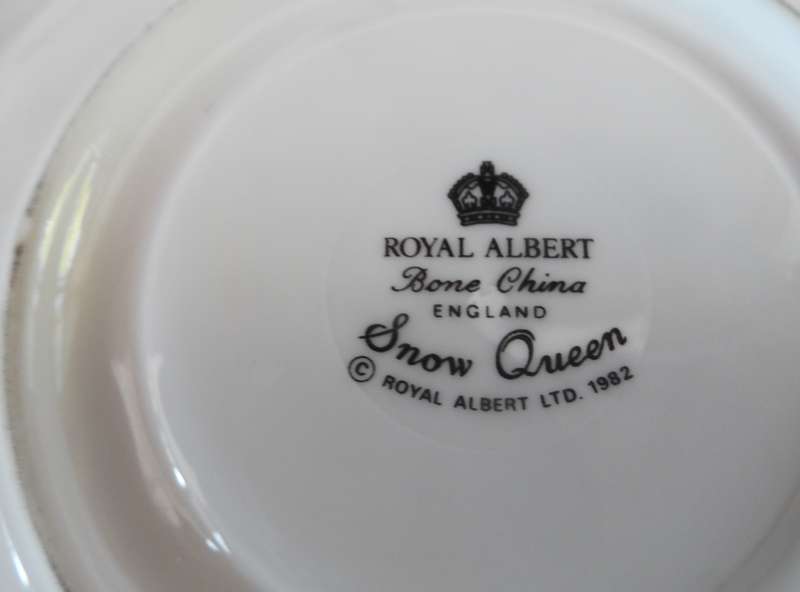 ROYAL ALBERT
Bone China
ENGLAND
Snow Queen
© ROYAL ALBERT LTD. 1982